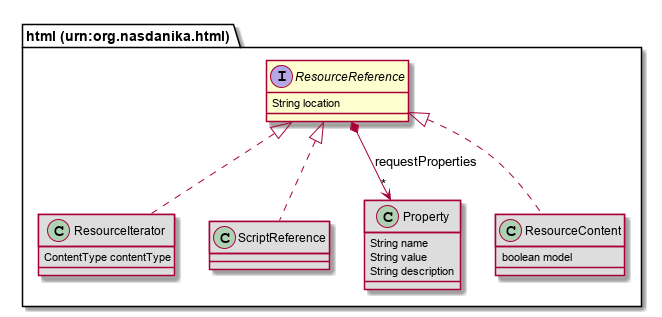 html (urn:org.nasdanika.html)
I ResourceReference
String location
requestProperties
*
C ResourceIterator
ContentType contentType
C ScriptReference
C Property
String name
String value
String description
C ResourceContent
boolean model